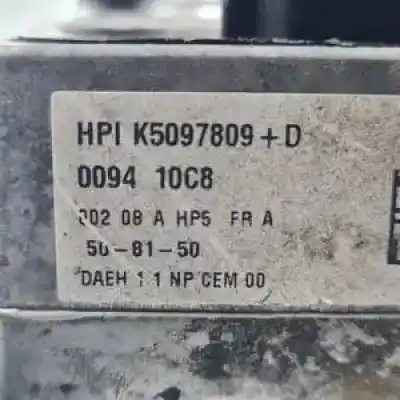 HPI K5097809+D
0094 10C8
002 08 A HP5 FR A
50-81-50
DAEH 1 1 NP CEM 00